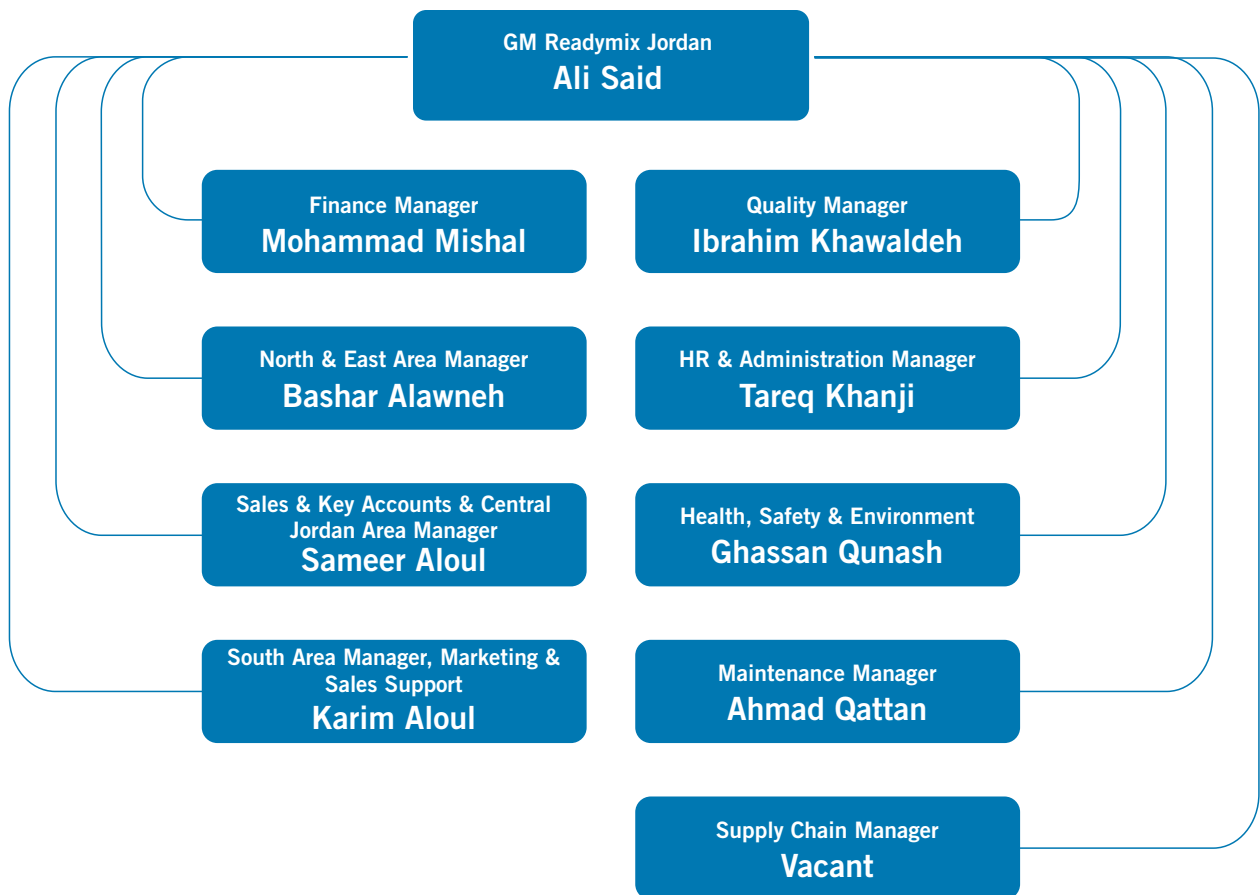 GM Readymix Jordan
Ali Said
Finance Manager
Mohammad Mishal
Quality Manager
Ibrahim Khawaldeh
North & East Area Manager
Bashar Alawneh
HR & Administration Manager
Tareq Khanji
Sales & Key Accounts & Central
Jordan Area Manager
Sameer Aloul
Health, Safety & Environment
Ghassan Qunash
South Area Manager, Marketing &
Sales Support
Karim Aloul
Maintenance Manager
Ahmad Qattan
Supply Chain Manager
Vacant